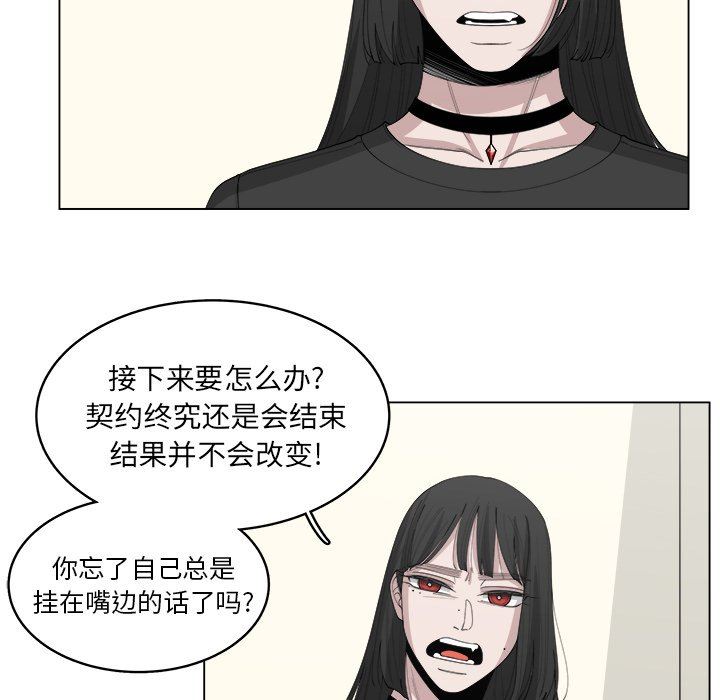 接下来要怎么办?
契约终究还是会结束
结果并不会改变!
你忘了自己总是
挂在嘴边的话了吗?